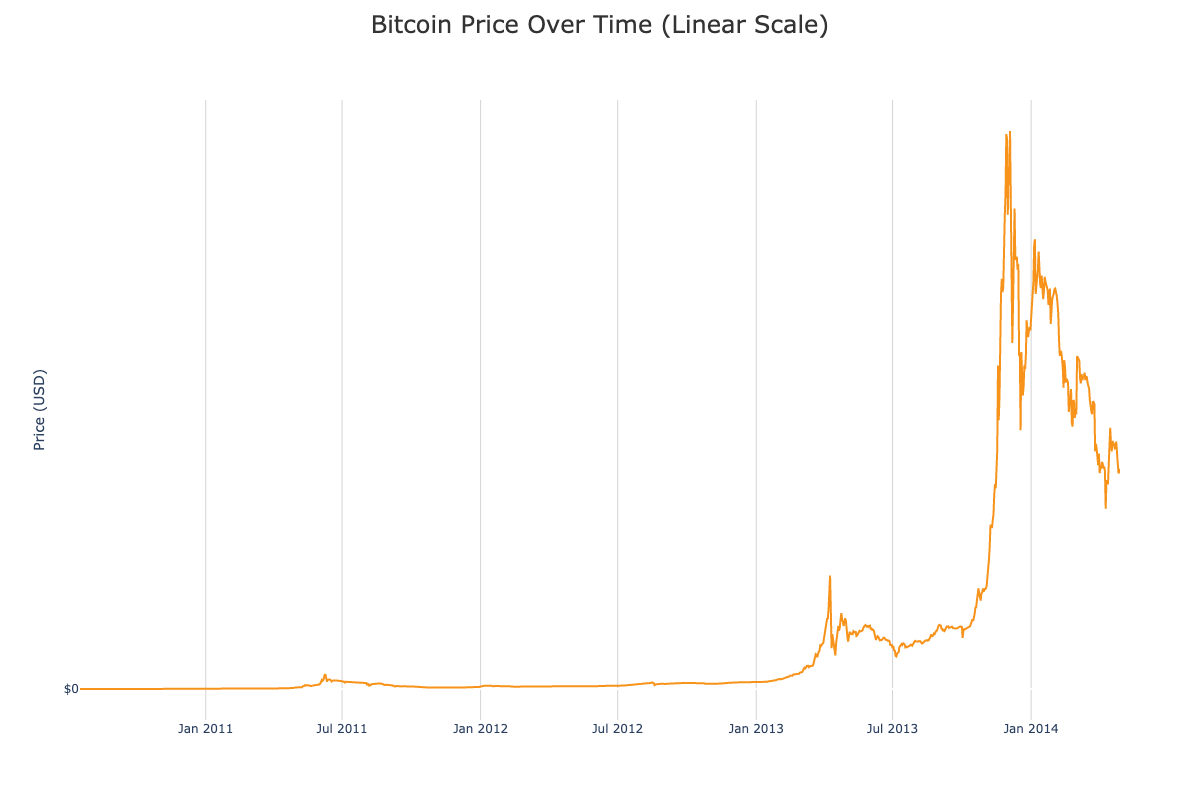 Bitcoin Price Over Time (Linear Scale)
Price (USD)
$0
Jan 2011
Jul 2011
Jan 2012
Jul 2012
Jan 2013
Jul 2013
Jan 2014